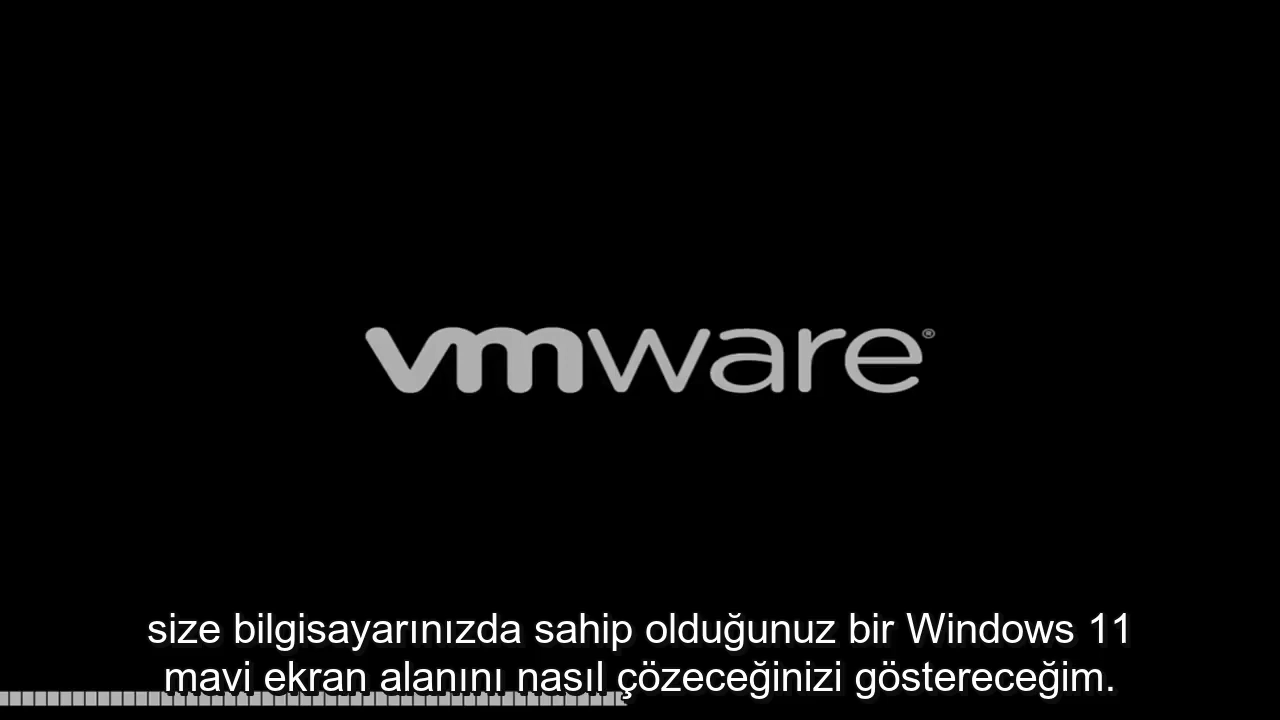 vmware®
size bilgisayarınızda sahip olduğunuz bir Windows 11
mavi ekran alanını nasıl çözeceğinizi göstereceğim.